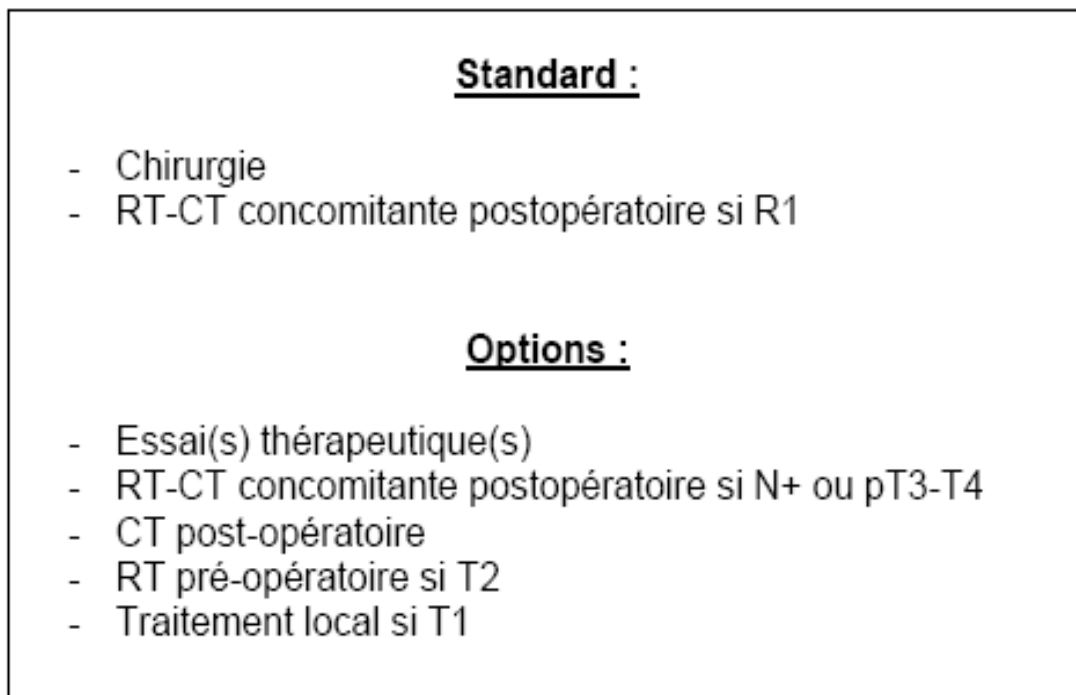 Standard :
- Chirurgie
- RT-CT concomitante postopératoire si R1
Options :
- Essai(s) thérapeutique(s)
- RT-CT concomitante postopératoire si N+ ou pT3-T4
- CT post-opératoire
- RT pré-opératoire si T2
- Traitement local si T1